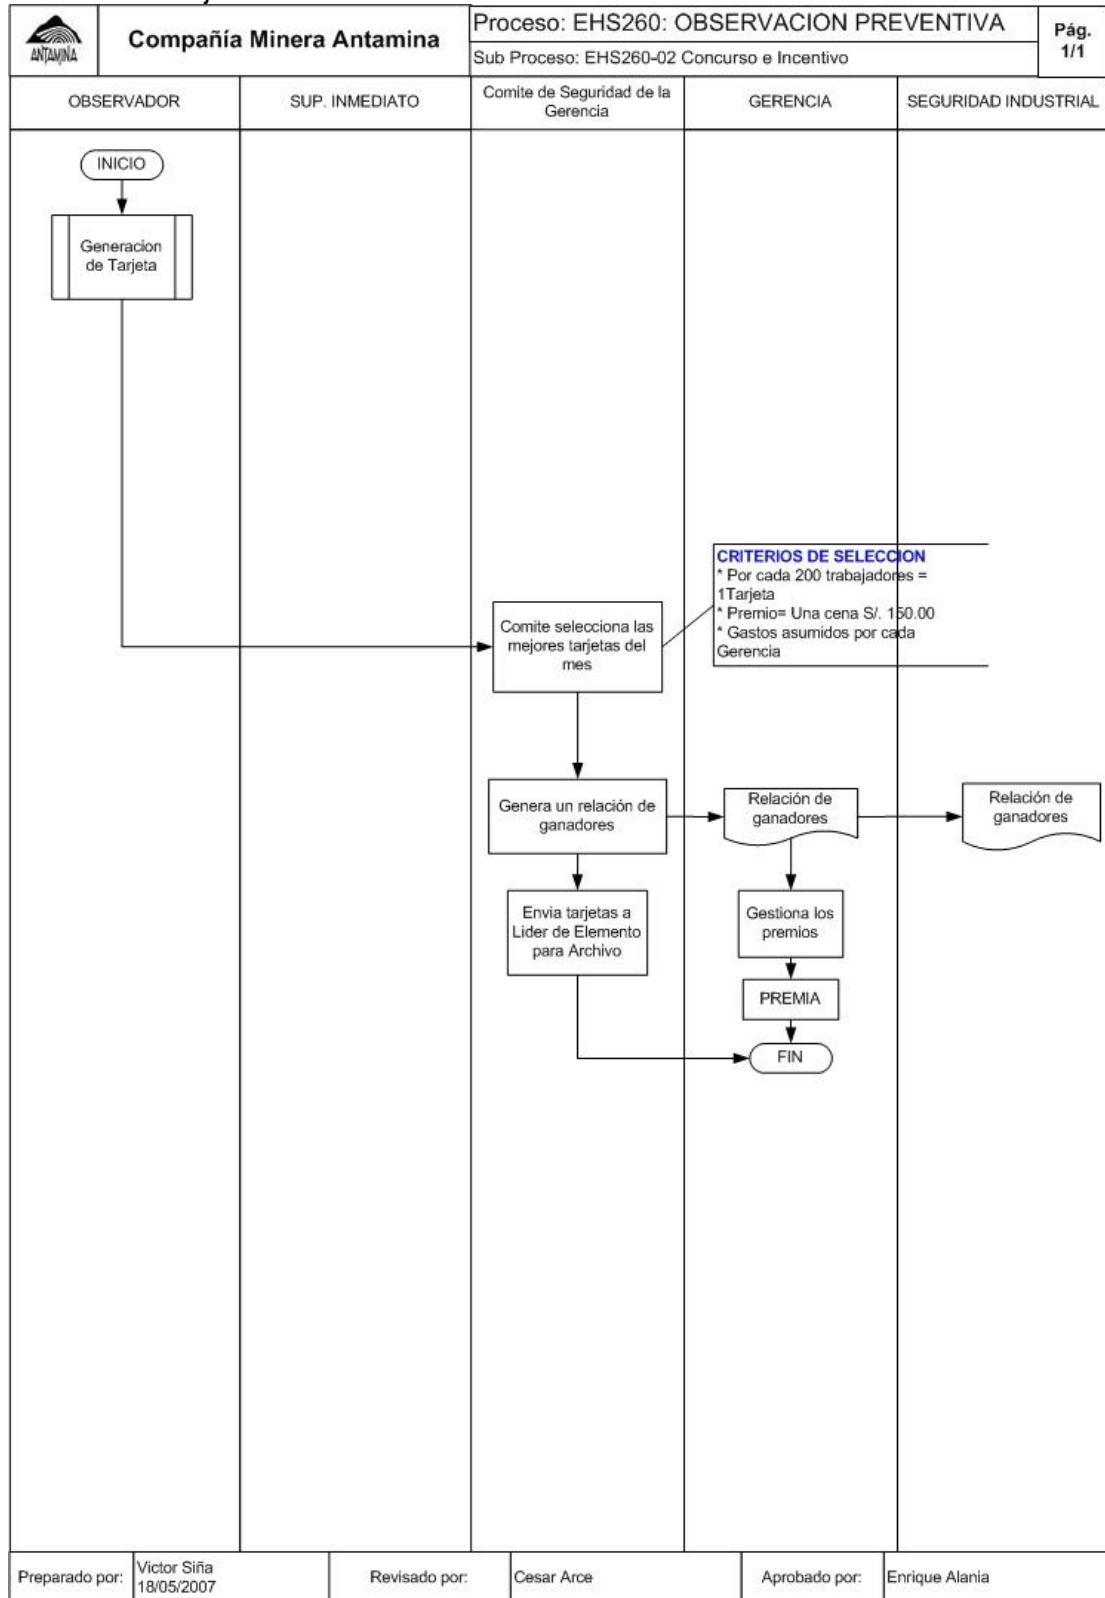 ANTAMINA
Compañía Minera Antamina
Proceso: EHS260: OBSERVACION PREVENTIVA
Sub Proceso: EHS260-02 Concurso e Incentivo
Pág.
1/1
OBSERVADOR
SUP. INMEDIATO
Comite de Seguridad de la
Gerencia
GERENCIA
SEGURIDAD INDUSTRIAL
INICIO
Generacion
de Tarjeta
CRITERIOS DE SELECCION
* Por cada 200 trabajadores =
1Tarjeta
* Premio= Una cena S/. 150.00
* Gastos asumidos por cada
Gerencia
Comite selecciona las
mejores tarjetas del
mes
Genera un relación de
ganadores
Relación de
ganadores
Relación de
ganadores
Envia tarjetas a
Lider de Elemento
para Archivo
Gestiona los
premios
PREMIA
FIN
Preparado por:
Victor Siña
18/05/2007
Revisado por:
Cesar Arce
Aprobado por:
Enrique Alania